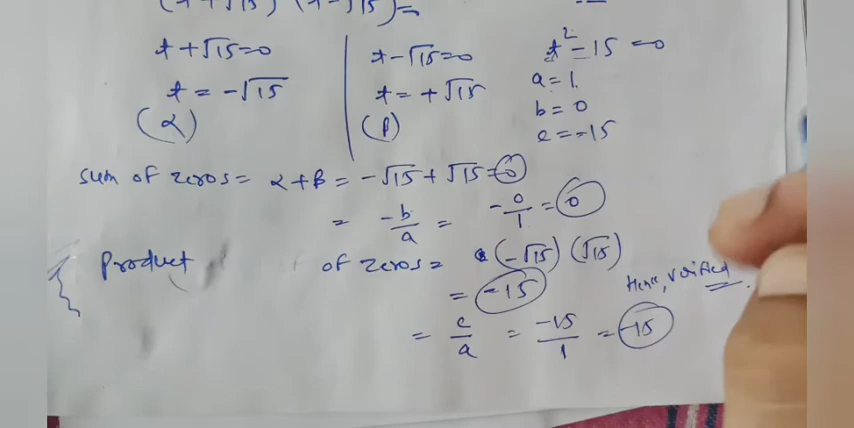 (t+√15) (t-√15)=
t+√15=0
t = -√15
(α)
t-√15=0
t = +√15
(β)
t²-15=0
a=1
b=0
c=-15
Sum of zeros = α+β = -√15+√15=0
= -b/a = -0/1 = 0
Product of zeros = (-√15) (√15)
= -15
Hence, verified.
= c/a = -15/1 = -15